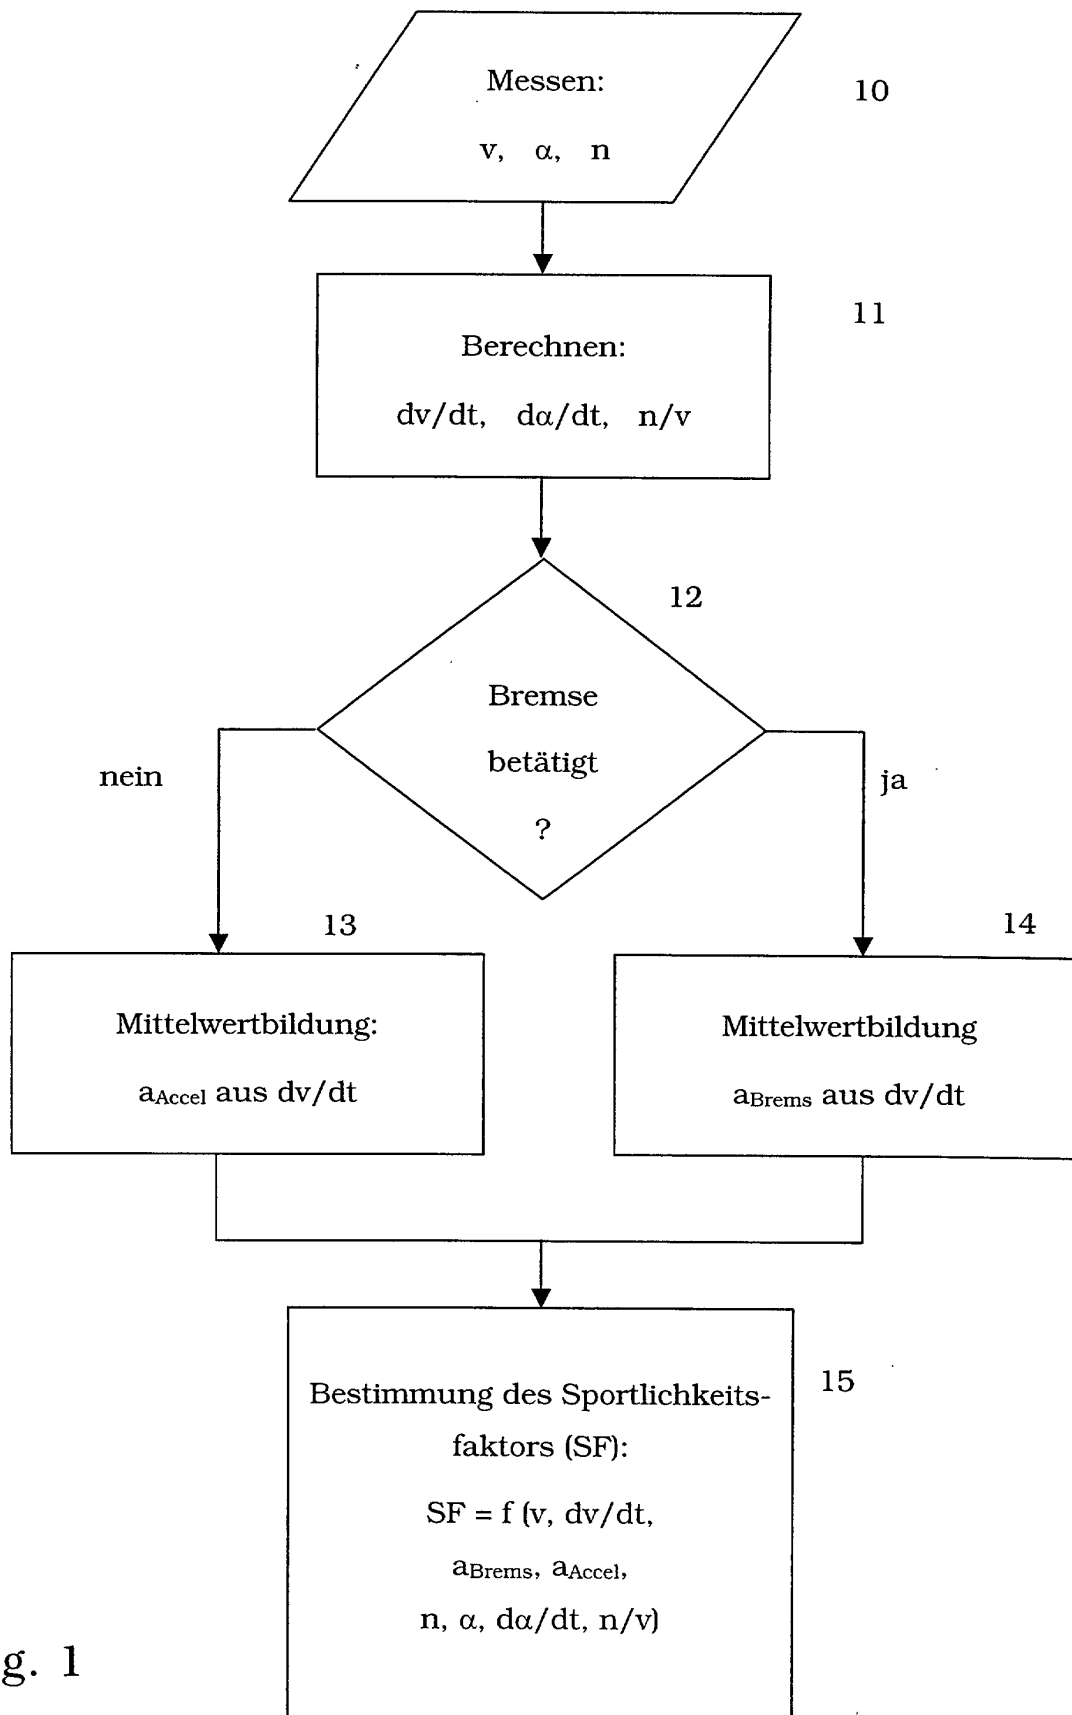 Messen:
10
v, α, n
11
Berechnen:
dv/dt, dα/dt, n/v
12
Bremse
betätigt
?
nein
ja
13
14
Mittelwertbildung:
aAccel aus dv/dt
Mittelwertbildung
aBrems aus dv/dt
15
Bestimmung des Sportlichkeits-
faktors (SF):
SF = f (v, dv/dt,
aBrems, aAccel,
n, α, dα/dt, n/v)
g. 1